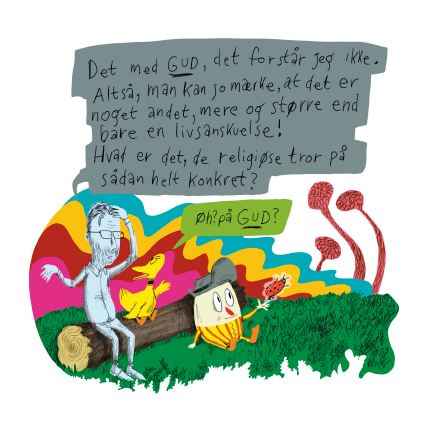 Det med GUD, det forstår jeg ikke.
Altså, man kan jo mærke, at det er
noget andet, mere og større end
bare en livsanskuelse!
Hvad er det, de religiøse tror på
sådan helt konkret?
Øh? på GUD?